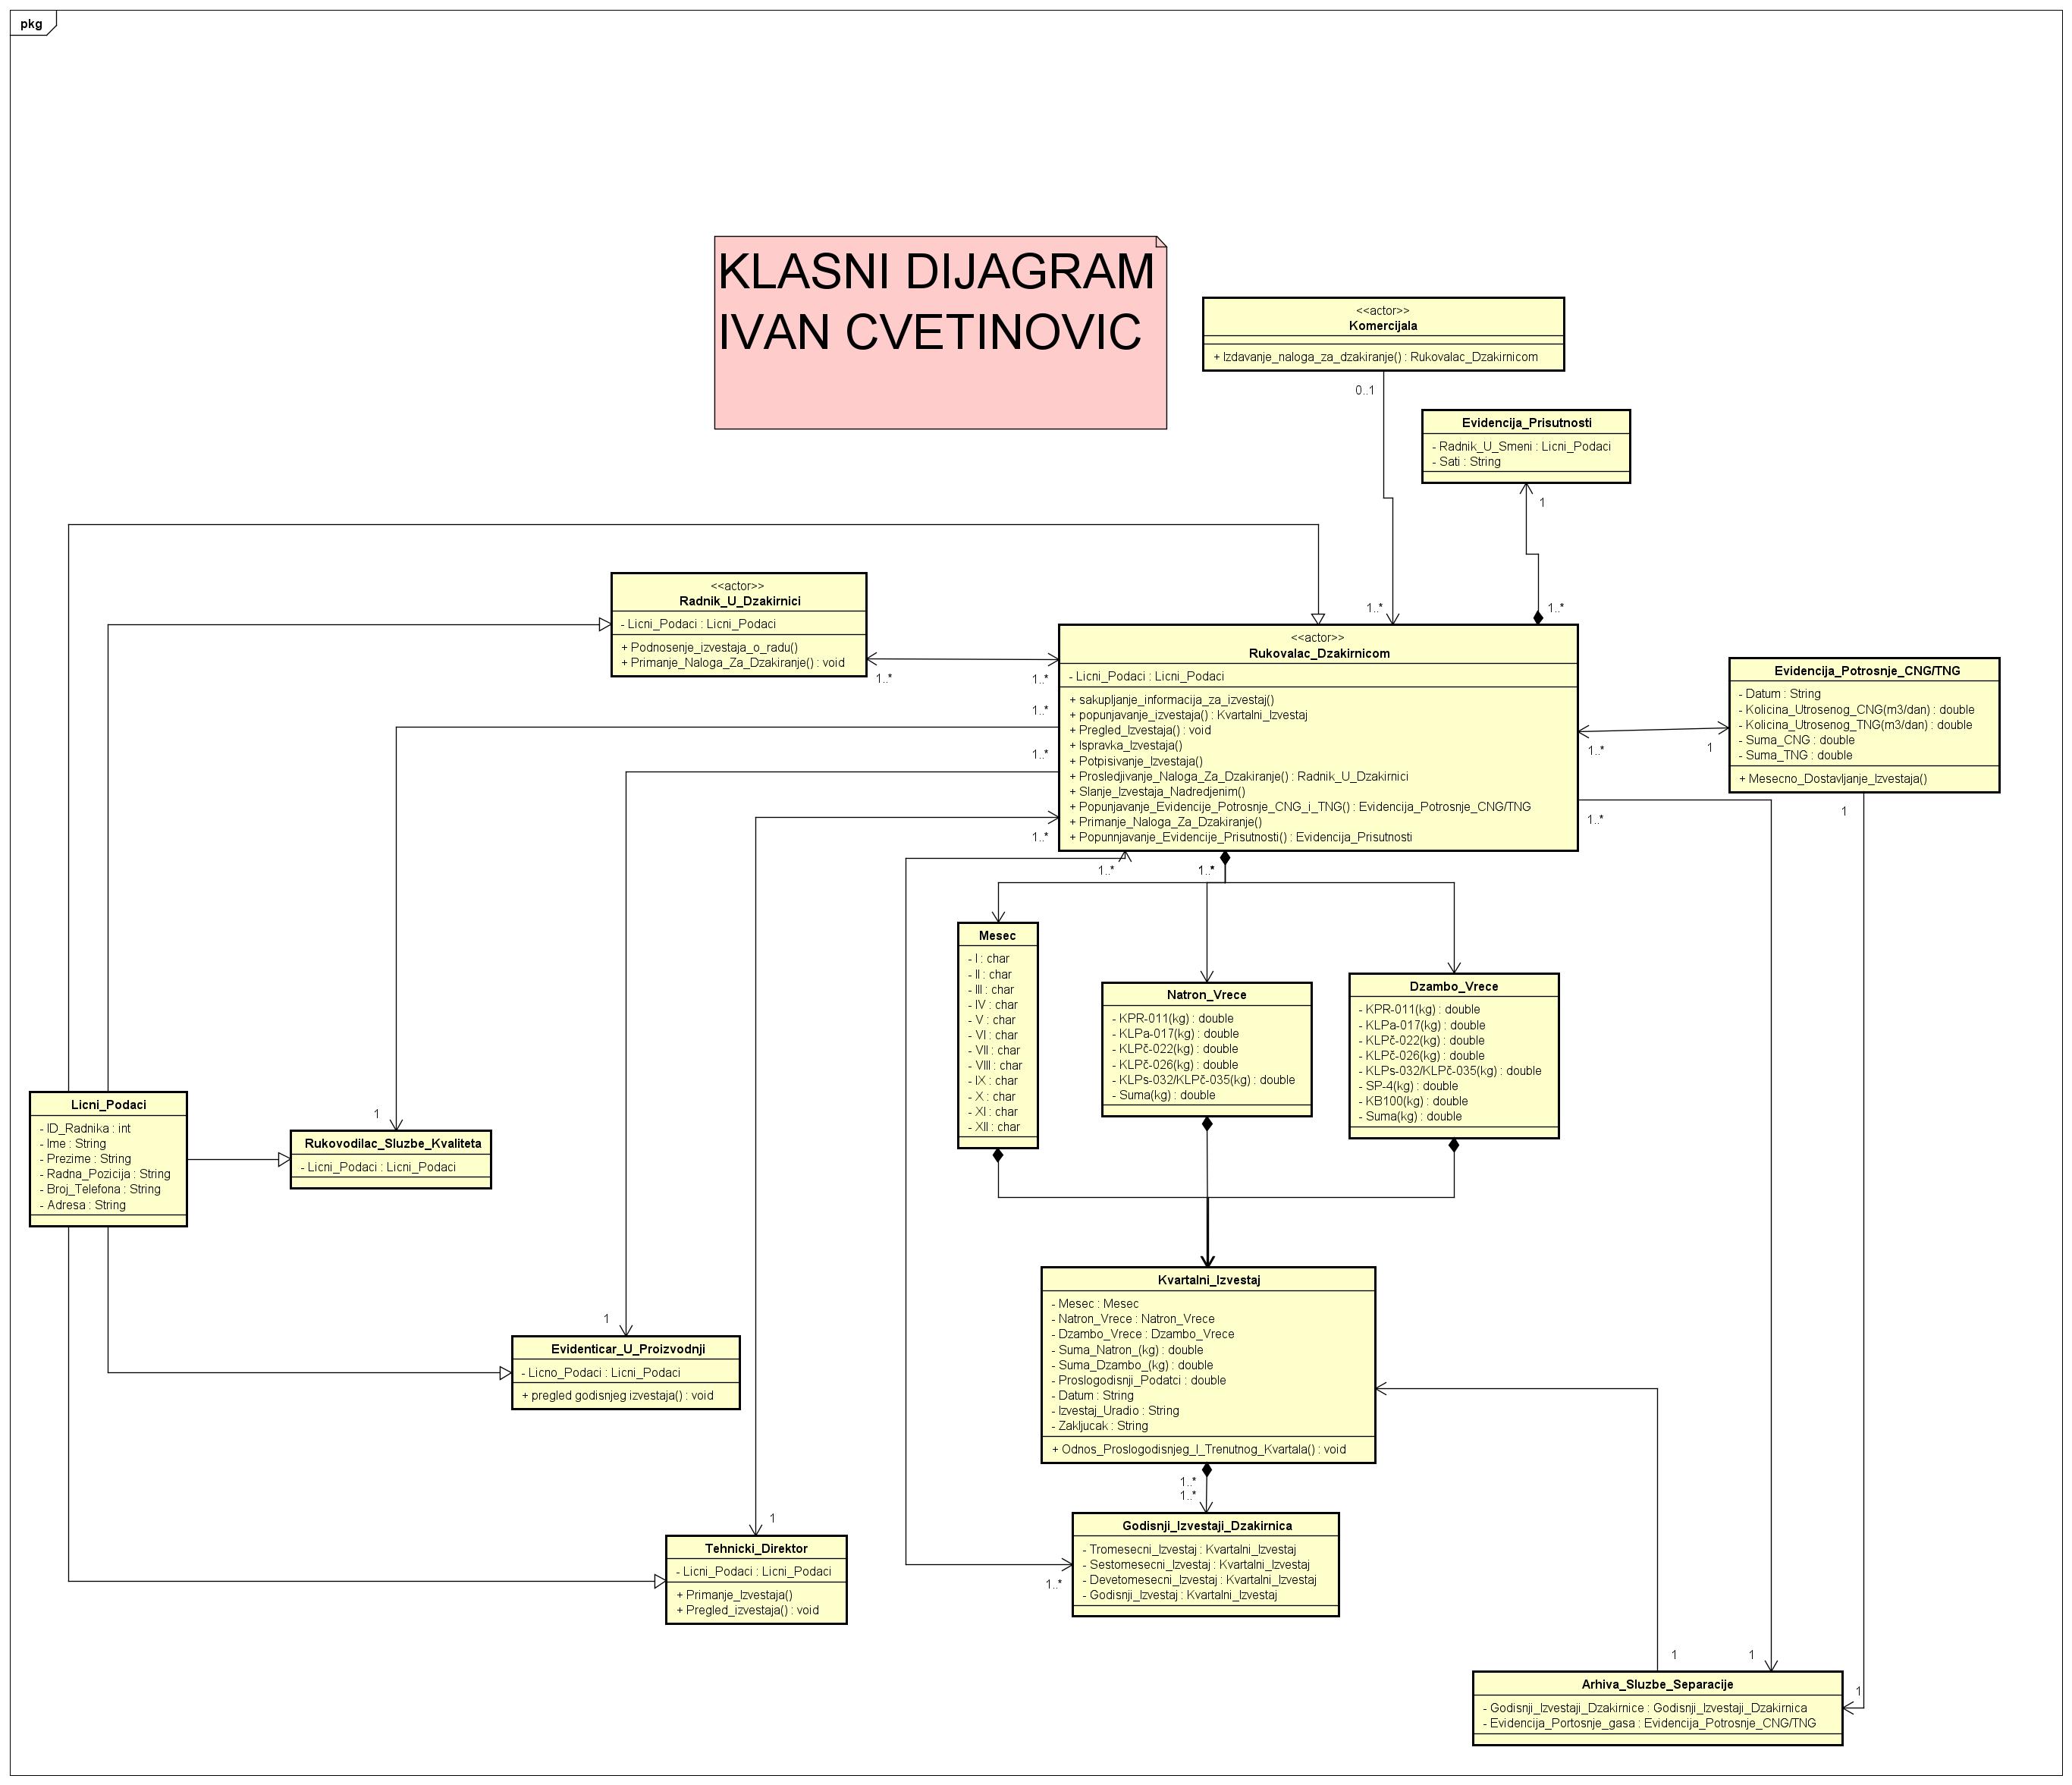 pkg
KLASNI DIJAGRAM
IVAN CVETINOVIC
<<actor>>
Komercijala
+ Izdavanje_naloga_za_dzakiranje() : Rukovalac_Dzakirnicom
0..1
Evidencija_Prisutnosti
- Radnik_U_Smeni : Licni_Podaci
- Sati : String
1
<<actor>>
Radnik_U_Dzakirnici
- Licni_Podaci : Licni_Podaci
+ Podnosenje_izvestaja_o_radu()
+ Primanje_Naloga_Za_Dzakiranje() : void
1..*
1..*
1..*
1..*
<<actor>>
Rukovalac_Dzakirnicom
- Licni_Podaci : Licni_Podaci
+ sakupljanje_informacija_za_izvestaj()
+ popunjavanje_izvestaja() : Kvartalni_Izvestaj
+ Pregled_Izvestaja() : void
+ Ispravka_Izvestaja()
+ Potpisivanje_Izvestaja()
+ Prosledjivanje_Naloga_Za_Dzakiranje() : Radnik_U_Dzakirnici
+ Slanje_Izvestaja_Nadredjenim()
+ Popunjavanje_Evidencije_Potrosnje_CNG_i_TNG() : Evidencija_Potrosnje_CNG/TNG
+ Primanje_Naloga_Za_Dzakiranje()
+ Popunnjavanje_Evidencije_Prisutnosti() : Evidencija_Prisutnosti
1..*
1..*
1..*
1..*
1..*
1..*
1
1..*
Evidencija_Potrosnje_CNG/TNG
- Datum : String
- Kolicina_Utrosenog_CNG(m3/dan) : double
- Kolicina_Utrosenog_TNG(m3/dan) : double
- Suma_CNG : double
- Suma_TNG : double
+ Mesecno_Dostavljanje_Izvestaja()
1
Mesec
- I : char
- II : char
- III : char
- IV : char
- V : char
- VI : char
- VII : char
- VIII : char
- IX : char
- X : char
- XI : char
- XII : char
Natron_Vrece
- KPR-011(kg) : double
- KLPa-017(kg) : double
- KLPč-022(kg) : double
- KLPč-026(kg) : double
- KLPs-032/KLPč-035(kg) : double
- Suma(kg) : double
Dzambo_Vrece
- KPR-011(kg) : double
- KLPa-017(kg) : double
- KLPč-022(kg) : double
- KLPč-026(kg) : double
- KLPs-032/KLPč-035(kg) : double
- SP-4(kg) : double
- KB100(kg) : double
- Suma(kg) : double
Licni_Podaci
- ID_Radnika : int
- Ime : String
- Prezime : String
- Radna_Pozicija : String
- Broj_Telefona : String
- Adresa : String
1
Rukovodilac_Sluzbe_Kvaliteta
- Licni_Podaci : Licni_Podaci
1
Evidenticar_U_Proizvodnji
- Licno_Podaci : Licni_Podaci
+ pregled godisnjeg izvestaja() : void
Kvartalni_Izvestaj
- Mesec : Mesec
- Natron_Vrece : Natron_Vrece
- Dzambo_Vrece : Dzambo_Vrece
- Suma_Natron_(kg) : double
- Suma_Dzambo_(kg) : double
- Proslogodisnji_Podatci : double
- Datum : String
- Izvestaj_Uradio : String
- Zakljucak : String
+ Odnos_Proslogodisnjeg_I_Trenutnog_Kvartala() : void
1..*
1..*
1
Tehnicki_Direktor
- Licni_Podaci : Licni_Podaci
+ Primanje_Izvestaja()
+ Pregled_izvestaja() : void
Godisnji_Izvestaji_Dzakirnica
- Tromesecni_Izvestaj : Kvartalni_Izvestaj
- Sestomesecni_Izvestaj : Kvartalni_Izvestaj
- Devetomesecni_Izvestaj : Kvartalni_Izvestaj
- Godisnji_Izvestaj : Kvartalni_Izvestaj
1..*
1
1
1
Arhiva_Sluzbe_Separacije
- Godisnji_Izvestaji_Dzakirnice : Godisnji_Izvestaji_Dzakirnica
- Evidencija_Portosnje_gasa : Evidencija_Potrosnje_CNG/TNG